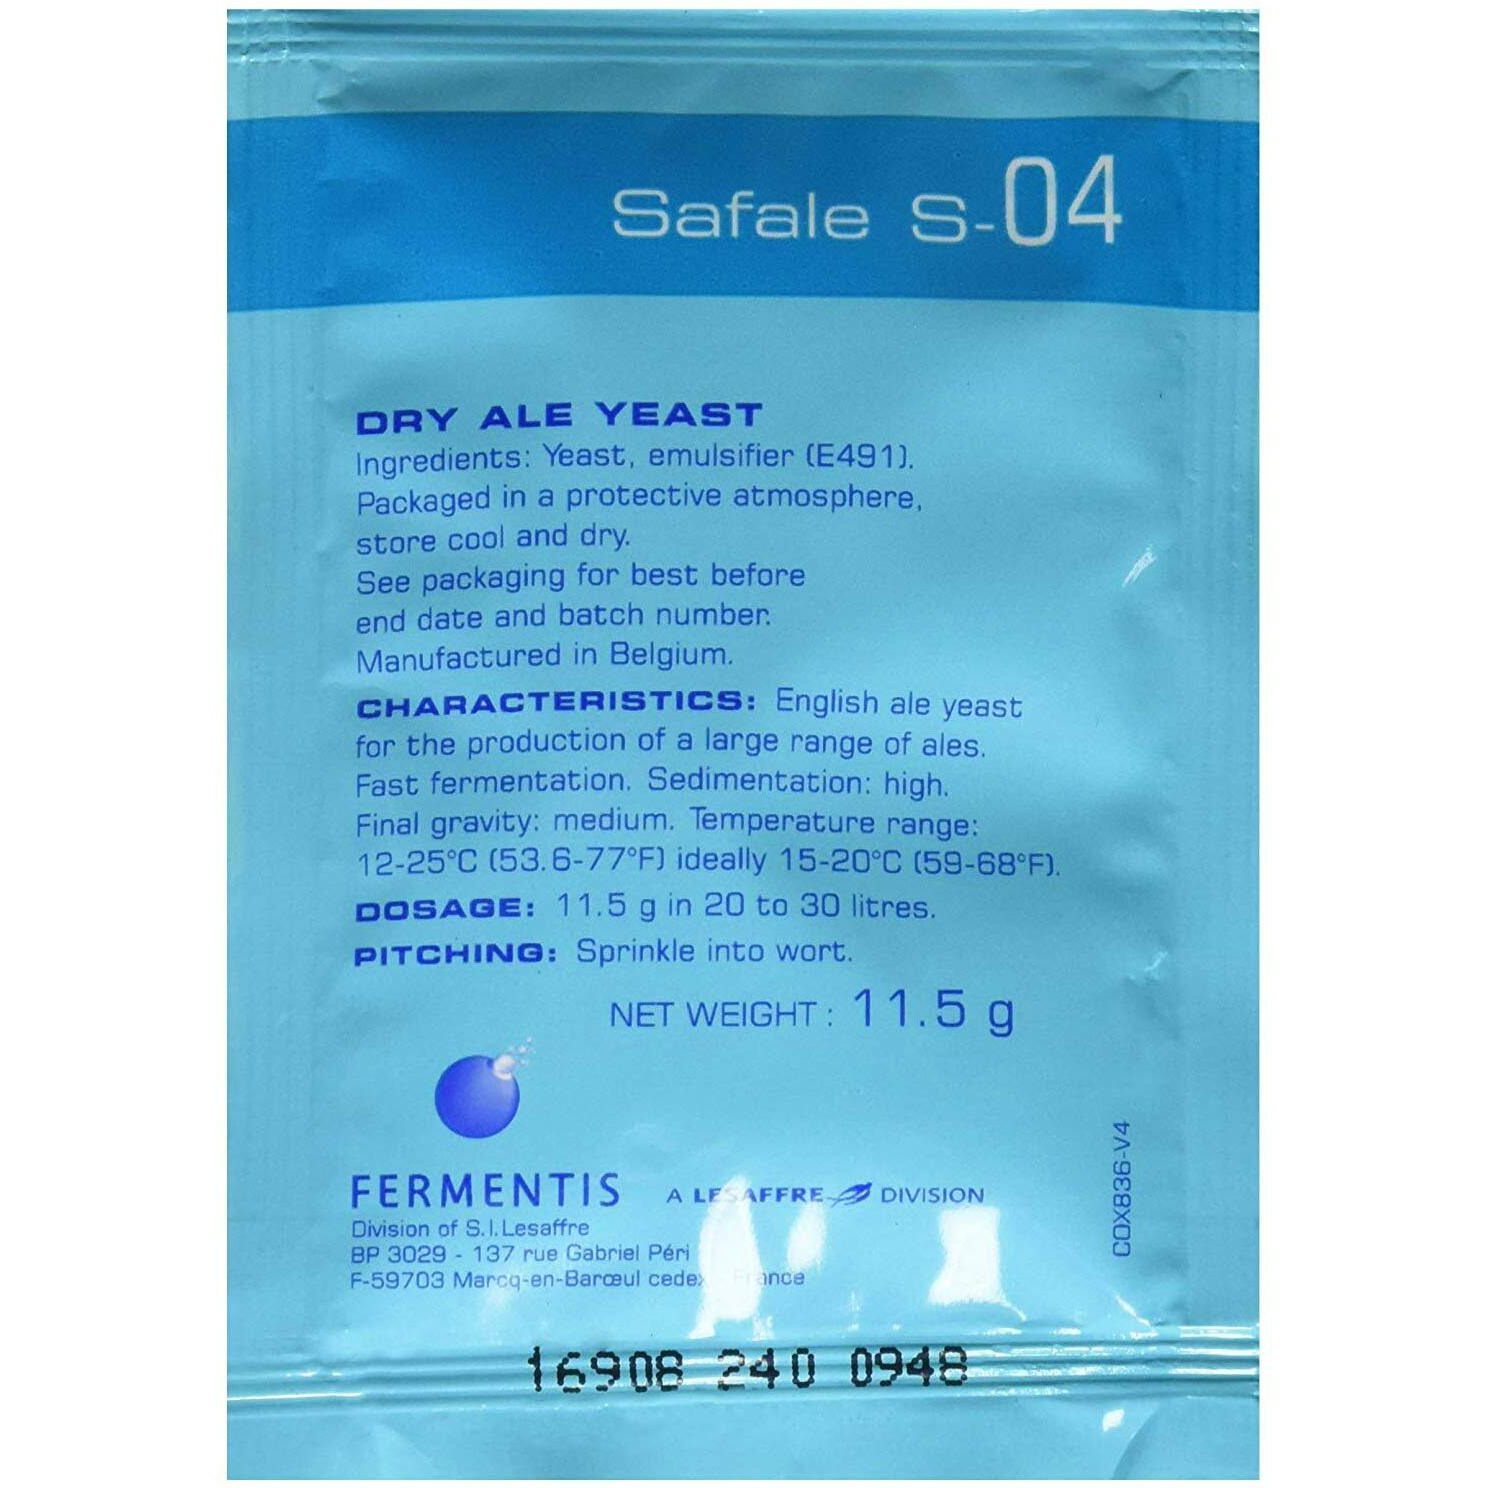 Safale S-04
DRY ALE YEAST
Ingredients: Yeast, emulsifier (E491).
Packaged in a protective atmosphere,
store cool and dry.
See packaging for best before
end date and batch number.
Manufactured in Belgium.
CHARACTERISTICS: English ale yeast
for the production of a large range of ales.
Fast fermentation. Sedimentation: high.
Final gravity: medium. Temperature range:
12-25°C (53.6-77°F) ideally 15-20°C (59-68°F).
DOSAGE: 11.5 g in 20 to 30 litres.
PITCHING: Sprinkle into wort.
NET WEIGHT : 11.5 g
FERMENTIS A LESAFFRE DIVISION
Division of S.I.Lesaffre
BP 3029 - 137 rue Gabriel Péri
F-59703 Marcq-en-Barœul cedex - France
COX836-V4
16908 240 0948